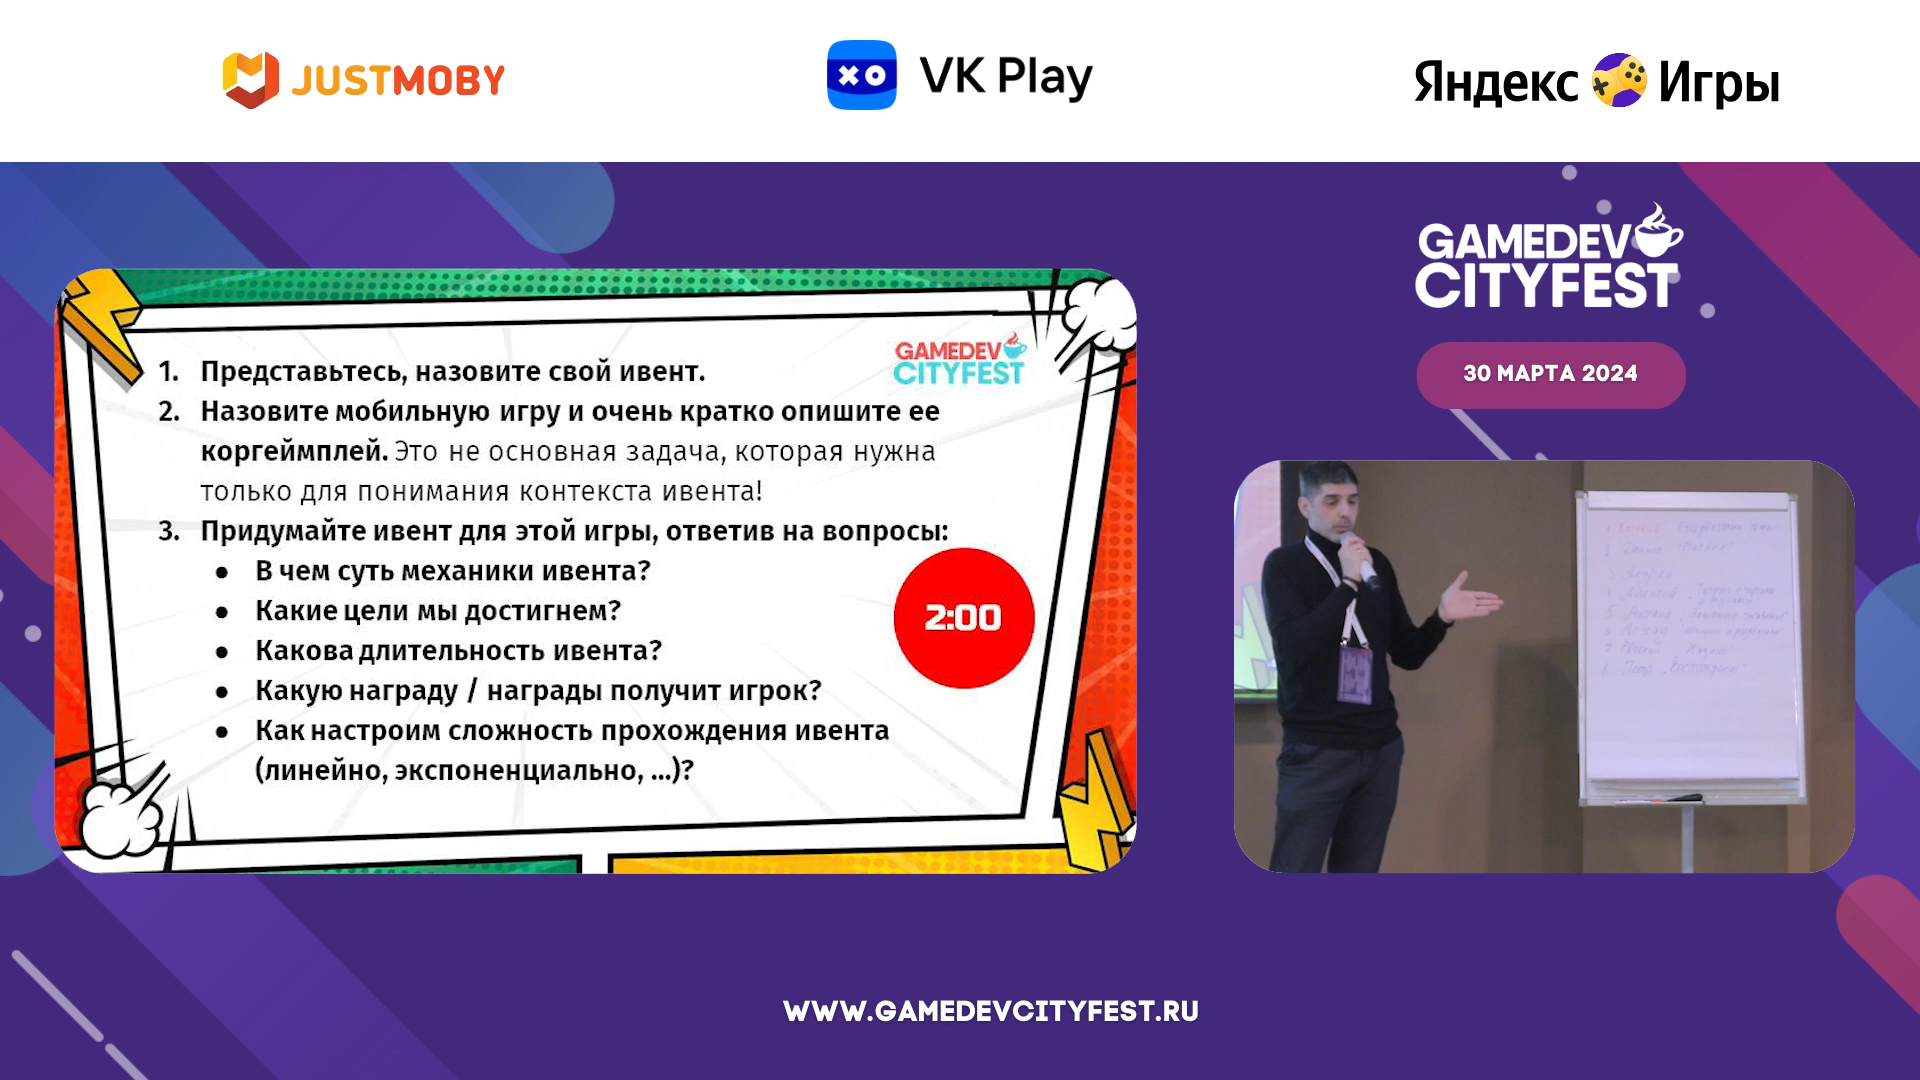 JUSTMOBY
VK Play
Яндекс Игры
GAMEDEV
CITYFEST
30 МАРТА 2024
GAMEDEV
CITYFEST
1. Представьтесь, назовите свой ивент.
2. Назовите мобильную игру и очень кратко опишите ее
коргеймплей. Это не основная задача, которая нужна
только для понимания контекста ивента!
3. Придумайте ивент для этой игры, ответив на вопросы:
● В чем суть механики ивента?
● Какие цели мы достигнем?
● Какова длительность ивента?
● Какую награду / награды получит игрок?
● Как настроим сложность прохождения ивента
(линейно, экспоненциально, ...)?
2:00
WWW.GAMEDEVCITYFEST.RU